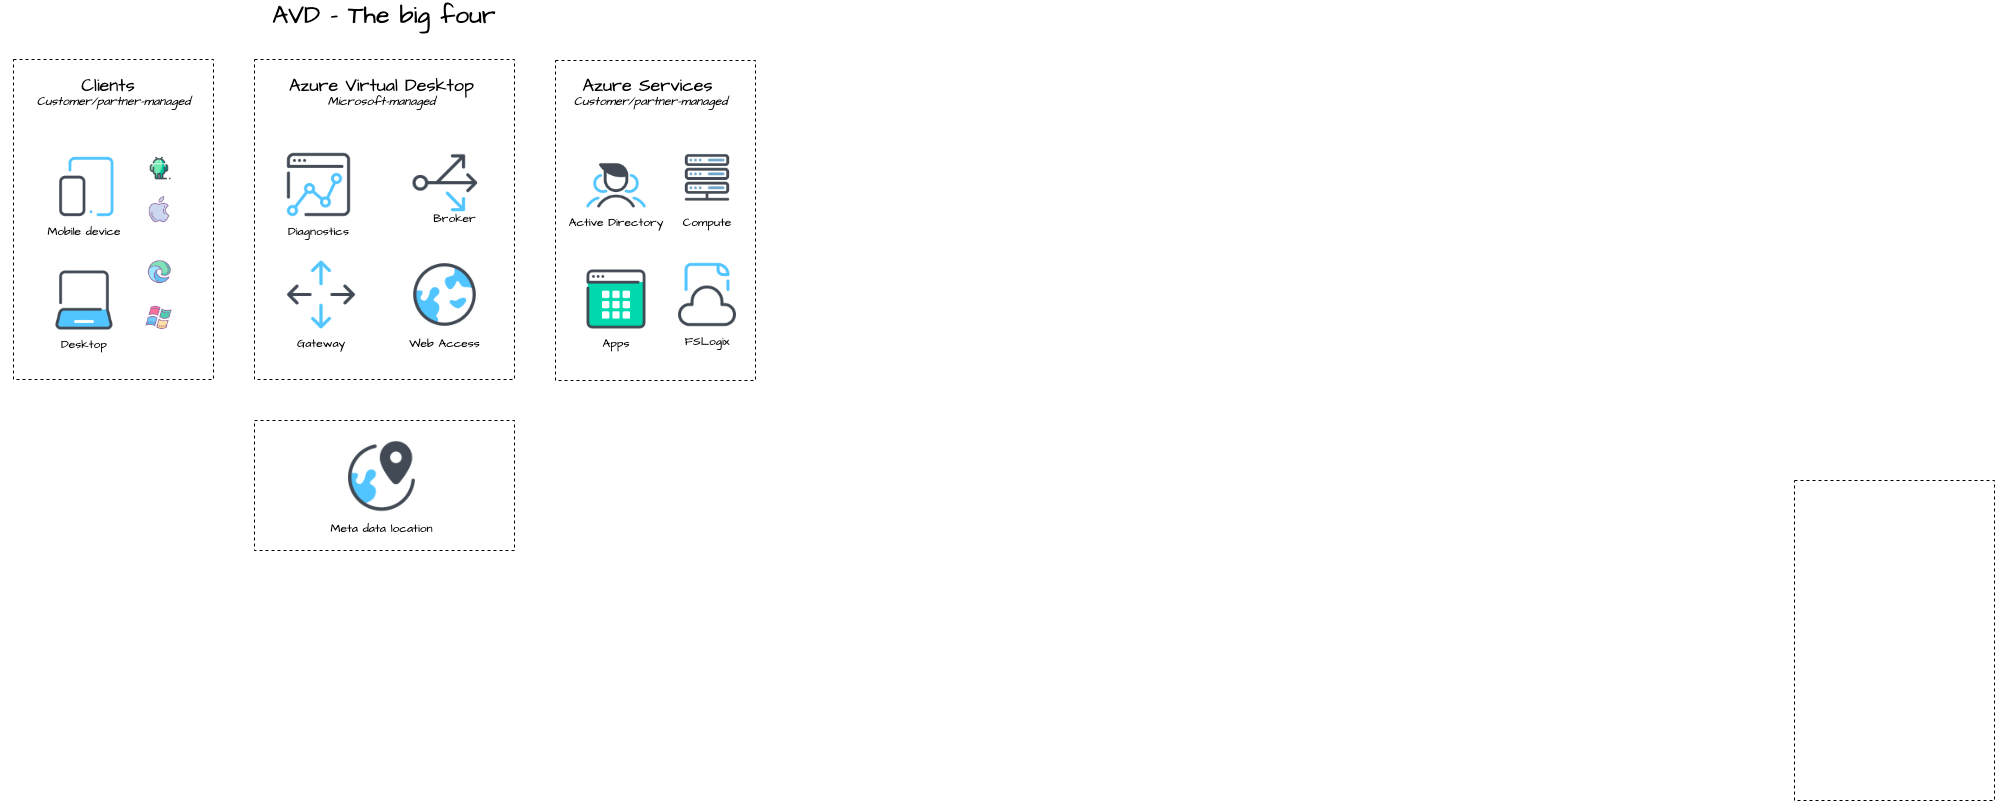 AVD - The big four
Clients
Customer/partner-managed
Mobile device
Desktop
Azure Virtual Desktop
Microsoft-managed
Diagnostics
Broker
Gateway
Web Access
Azure Services
Customer/partner-managed
Active Directory
Compute
Apps
FSLogix
Meta data location